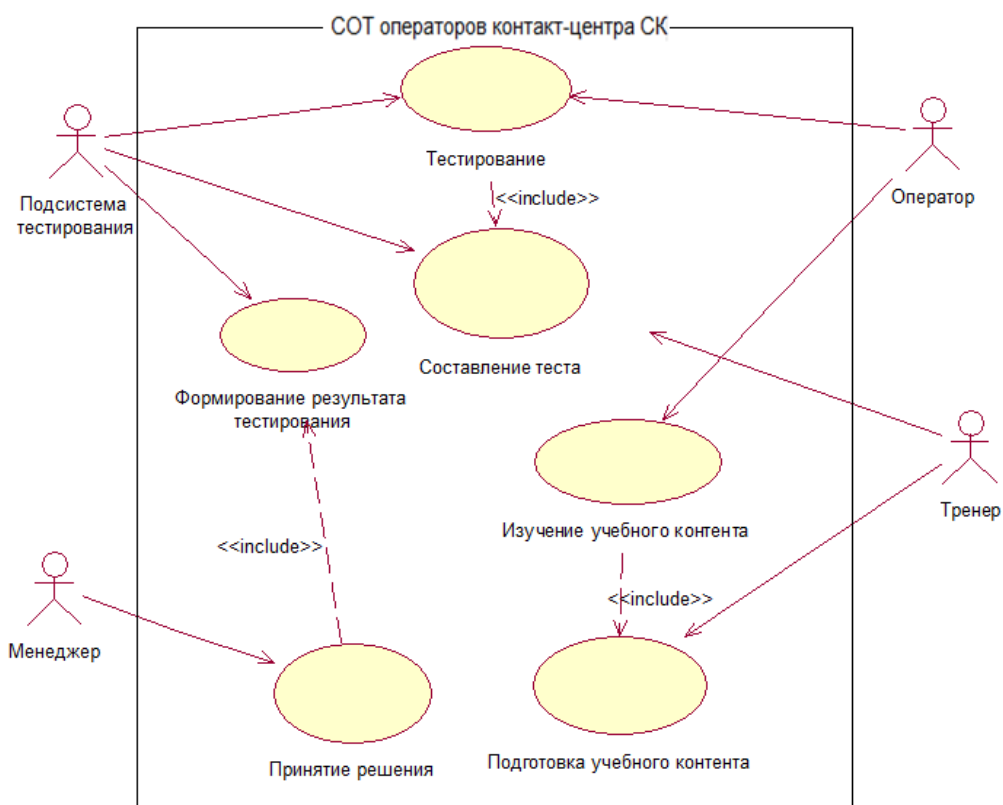 СОТ операторов контакт-центра СК
Тестирование
<<include>>
Подсистема
тестирования
Оператор
Составление теста
Формирование результата
тестирования
Изучение учебного контента
Тренер
<<include>>
<<include>>
Менеджер
Принятие решения
Подготовка учебного контента